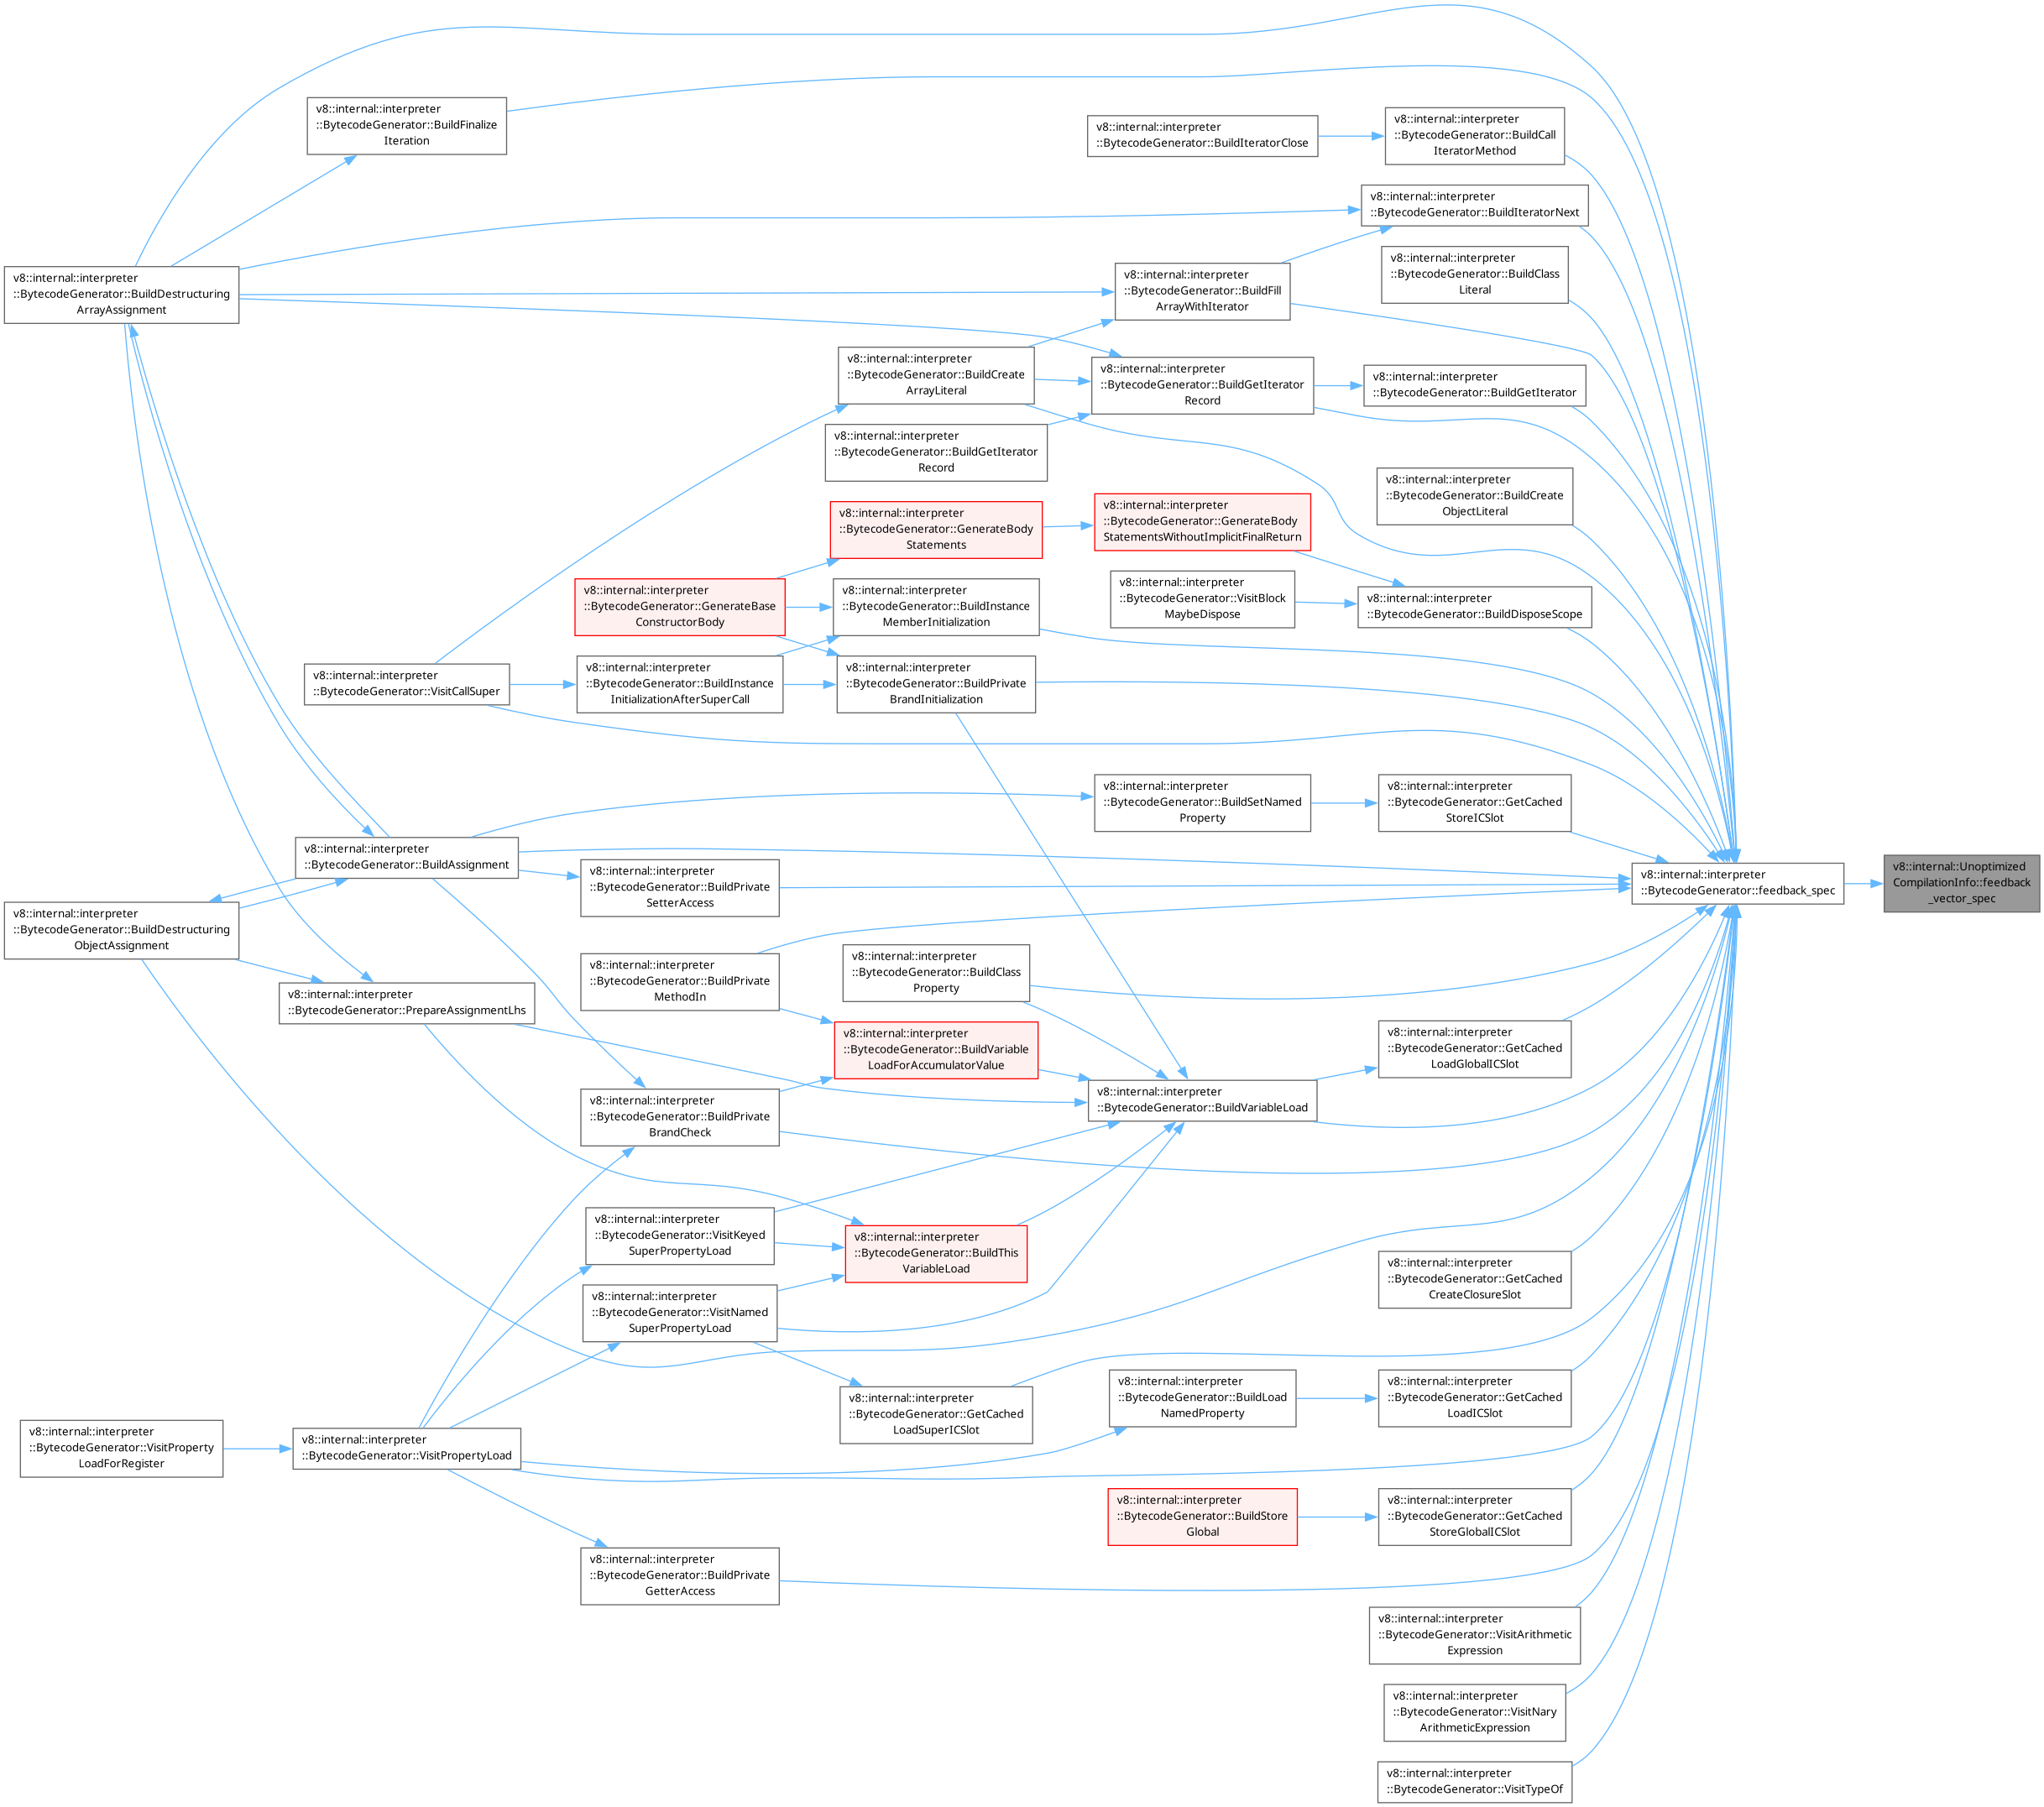 v8::internal::interpreter
::BytecodeGenerator::BuildFinalize
Iteration
v8::internal::interpreter
::BytecodeGenerator::BuildIteratorClose
v8::internal::interpreter
::BytecodeGenerator::BuildCall
IteratorMethod
v8::internal::interpreter
::BytecodeGenerator::BuildIteratorNext
v8::internal::interpreter
::BytecodeGenerator::BuildDestructuring
ArrayAssignment
v8::internal::interpreter
::BytecodeGenerator::BuildFill
ArrayWithIterator
v8::internal::interpreter
::BytecodeGenerator::BuildClass
Literal
v8::internal::interpreter
::BytecodeGenerator::BuildCreate
ArrayLiteral
v8::internal::interpreter
::BytecodeGenerator::BuildGetIterator
Record
v8::internal::interpreter
::BytecodeGenerator::BuildGetIterator
v8::internal::interpreter
::BytecodeGenerator::BuildGetIterator
Record
v8::internal::interpreter
::BytecodeGenerator::BuildCreate
ObjectLiteral
v8::internal::interpreter
::BytecodeGenerator::GenerateBody
Statements
v8::internal::interpreter
::BytecodeGenerator::GenerateBody
StatementsWithoutImplicitFinalReturn
v8::internal::interpreter
::BytecodeGenerator::GenerateBase
ConstructorBody
v8::internal::interpreter
::BytecodeGenerator::BuildInstance
MemberInitialization
v8::internal::interpreter
::BytecodeGenerator::VisitBlock
MaybeDispose
v8::internal::interpreter
::BytecodeGenerator::BuildDisposeScope
v8::internal::interpreter
::BytecodeGenerator::VisitCallSuper
v8::internal::interpreter
::BytecodeGenerator::BuildInstance
InitializationAfterSuperCall
v8::internal::interpreter
::BytecodeGenerator::BuildPrivate
BrandInitialization
v8::internal::interpreter
::BytecodeGenerator::BuildSetNamed
Property
v8::internal::interpreter
::BytecodeGenerator::GetCached
StoreICSlot
v8::internal::interpreter
::BytecodeGenerator::BuildAssignment
v8::internal::interpreter
::BytecodeGenerator::BuildPrivate
SetterAccess
v8::internal::interpreter
::BytecodeGenerator::feedback_spec
v8::internal::Unoptimized
CompilationInfo::feedback
_vector_spec
v8::internal::interpreter
::BytecodeGenerator::BuildDestructuring
ObjectAssignment
v8::internal::interpreter
::BytecodeGenerator::PrepareAssignmentLhs
v8::internal::interpreter
::BytecodeGenerator::BuildPrivate
MethodIn
v8::internal::interpreter
::BytecodeGenerator::BuildClass
Property
v8::internal::interpreter
::BytecodeGenerator::BuildVariable
LoadForAccumulatorValue
v8::internal::interpreter
::BytecodeGenerator::GetCached
LoadGlobalICSlot
v8::internal::interpreter
::BytecodeGenerator::BuildPrivate
BrandCheck
v8::internal::interpreter
::BytecodeGenerator::BuildVariableLoad
v8::internal::interpreter
::BytecodeGenerator::VisitKeyed
SuperPropertyLoad
v8::internal::interpreter
::BytecodeGenerator::BuildThis
VariableLoad
v8::internal::interpreter
::BytecodeGenerator::GetCached
CreateClosureSlot
v8::internal::interpreter
::BytecodeGenerator::VisitNamed
SuperPropertyLoad
v8::internal::interpreter
::BytecodeGenerator::GetCached
LoadSuperICSlot
v8::internal::interpreter
::BytecodeGenerator::BuildLoad
NamedProperty
v8::internal::interpreter
::BytecodeGenerator::GetCached
LoadICSlot
v8::internal::interpreter
::BytecodeGenerator::VisitProperty
LoadForRegister
v8::internal::interpreter
::BytecodeGenerator::VisitPropertyLoad
v8::internal::interpreter
::BytecodeGenerator::BuildStore
Global
v8::internal::interpreter
::BytecodeGenerator::GetCached
StoreGlobalICSlot
v8::internal::interpreter
::BytecodeGenerator::BuildPrivate
GetterAccess
v8::internal::interpreter
::BytecodeGenerator::VisitArithmetic
Expression
v8::internal::interpreter
::BytecodeGenerator::VisitNary
ArithmeticExpression
v8::internal::interpreter
::BytecodeGenerator::VisitTypeOf